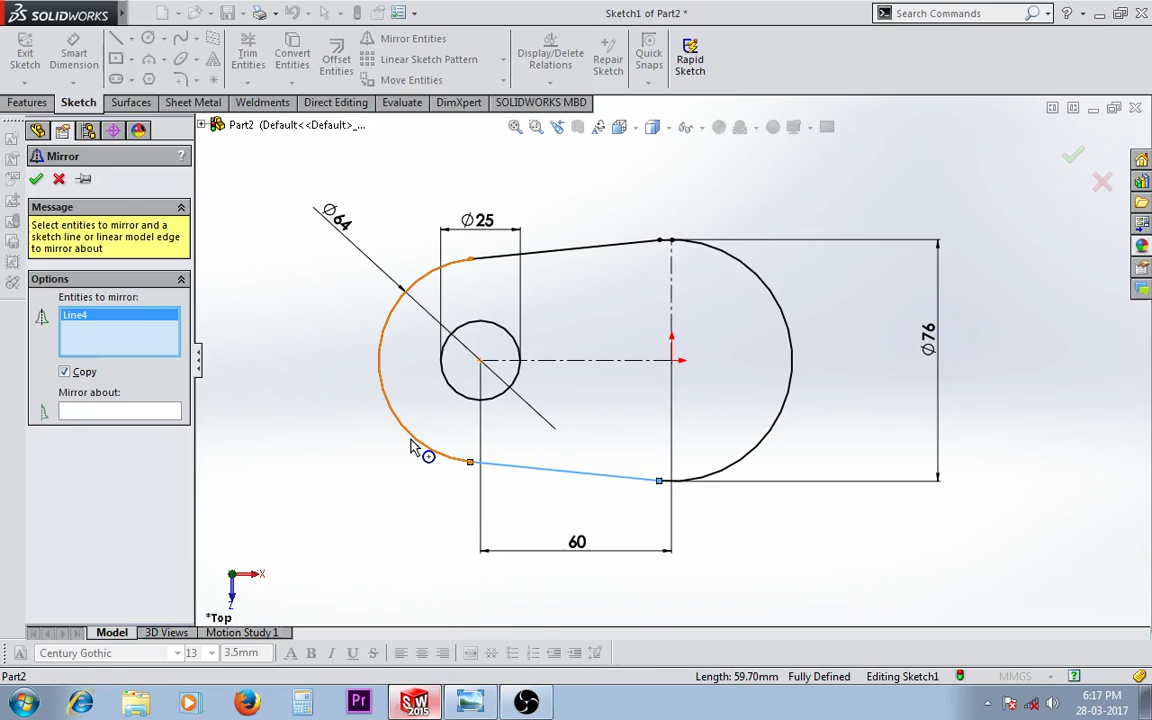 SOLIDWORKS
Sketch1 of Part2 *
Search Commands
Exit Sketch
Smart Dimension
Trim Entities
Convert Entities
Offset Entities
Mirror Entities
Linear Sketch Pattern
Move Entities
Display/Delete Relations
Repair Sketch
Quick Snaps
Rapid Sketch
Features
Sketch
Surfaces
Sheet Metal
Weldments
Direct Editing
Evaluate
DimXpert
SOLIDWORKS MBD
Part2 (Default<<Default>_...
Mirror
?
Message
Select entities to mirror and a
sketch line or linear model edge
to mirror about
Options
Entities to mirror:
Line4
Copy
Mirror about:
Ø64
Ø25
Ø76
60
X
Z
*Top
Model
3D Views
Motion Study 1
Century Gothic
13
3.5mm
Part2
Length: 59.70mm
Fully Defined
Editing Sketch1
MMGS
Pr
SW
2015
6:17 PM
28-03-2017